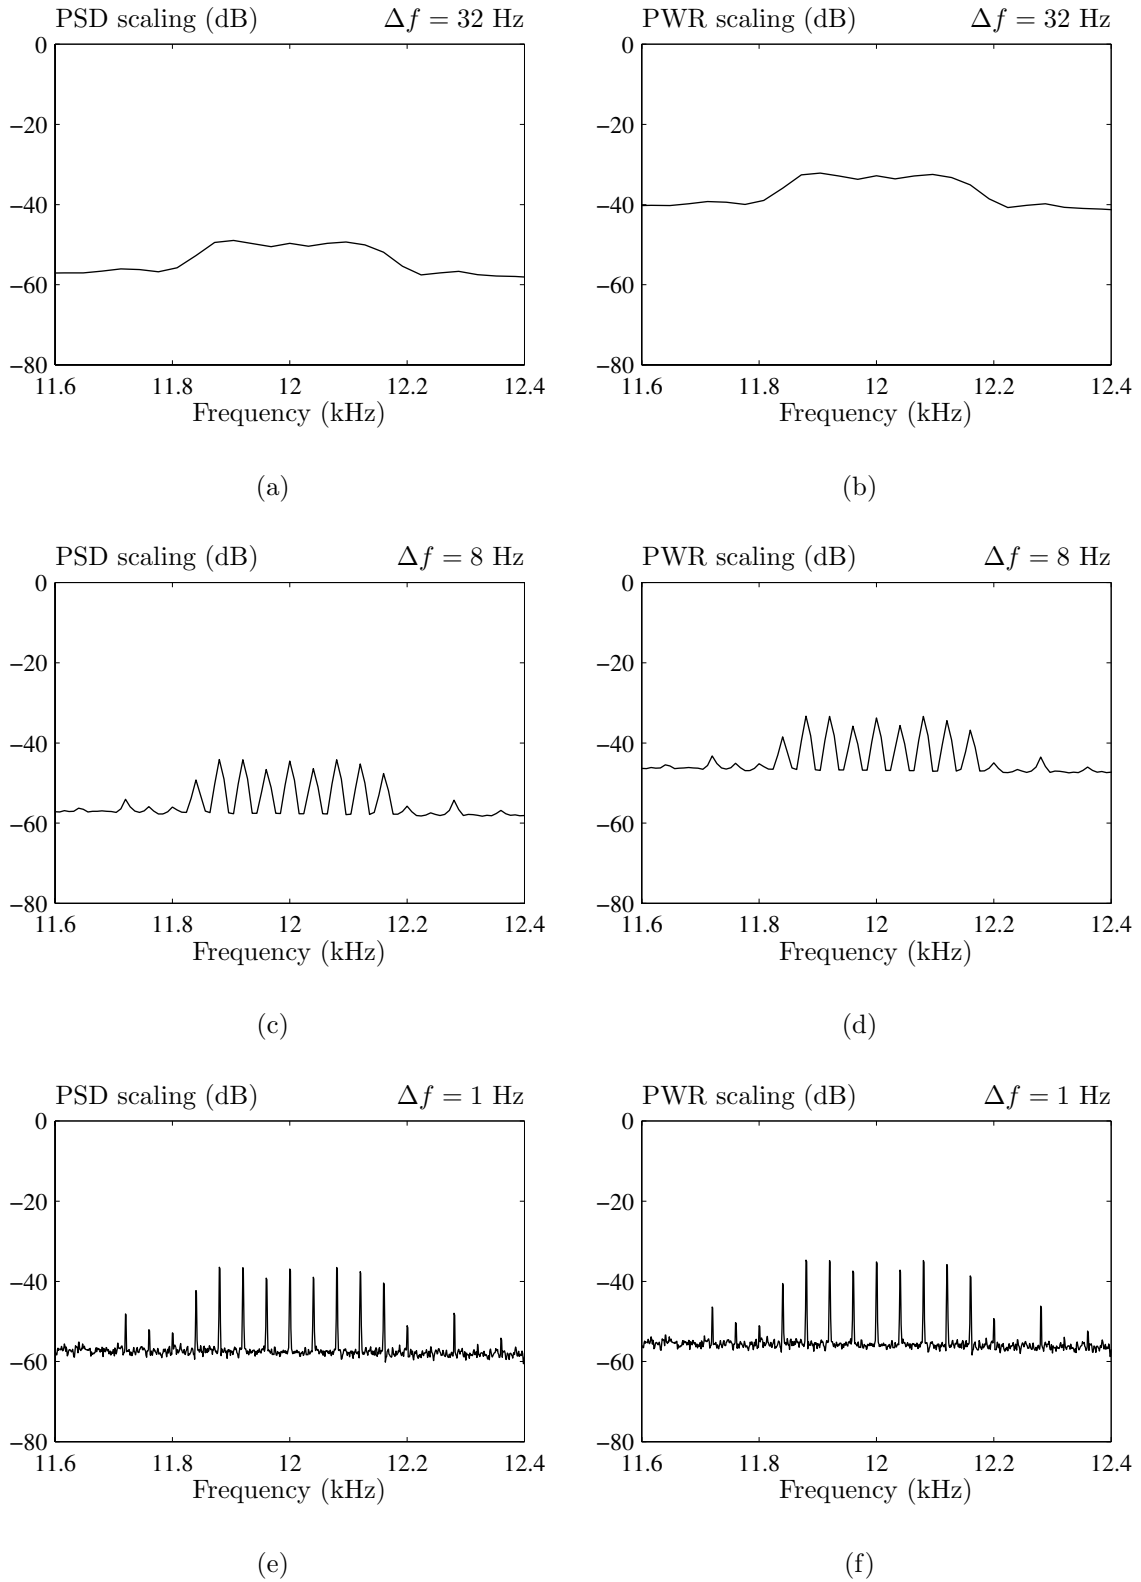 PSD scaling (dB) Δf = 32 Hz
0
−20
−40
−60
−80
11.6 11.8 12 12.2 12.4
Frequency (kHz)
(a)
PWR scaling (dB) Δf = 32 Hz
0
−20
−40
−60
−80
11.6 11.8 12 12.2 12.4
Frequency (kHz)
(b)
PSD scaling (dB) Δf = 8 Hz
0
−20
−40
−60
−80
11.6 11.8 12 12.2 12.4
Frequency (kHz)
(c)
PWR scaling (dB) Δf = 8 Hz
0
−20
−40
−60
−80
11.6 11.8 12 12.2 12.4
Frequency (kHz)
(d)
PSD scaling (dB) Δf = 1 Hz
0
−20
−40
−60
−80
11.6 11.8 12 12.2 12.4
Frequency (kHz)
(e)
PWR scaling (dB) Δf = 1 Hz
0
−20
−40
−60
−80
11.6 11.8 12 12.2 12.4
Frequency (kHz)
(f)